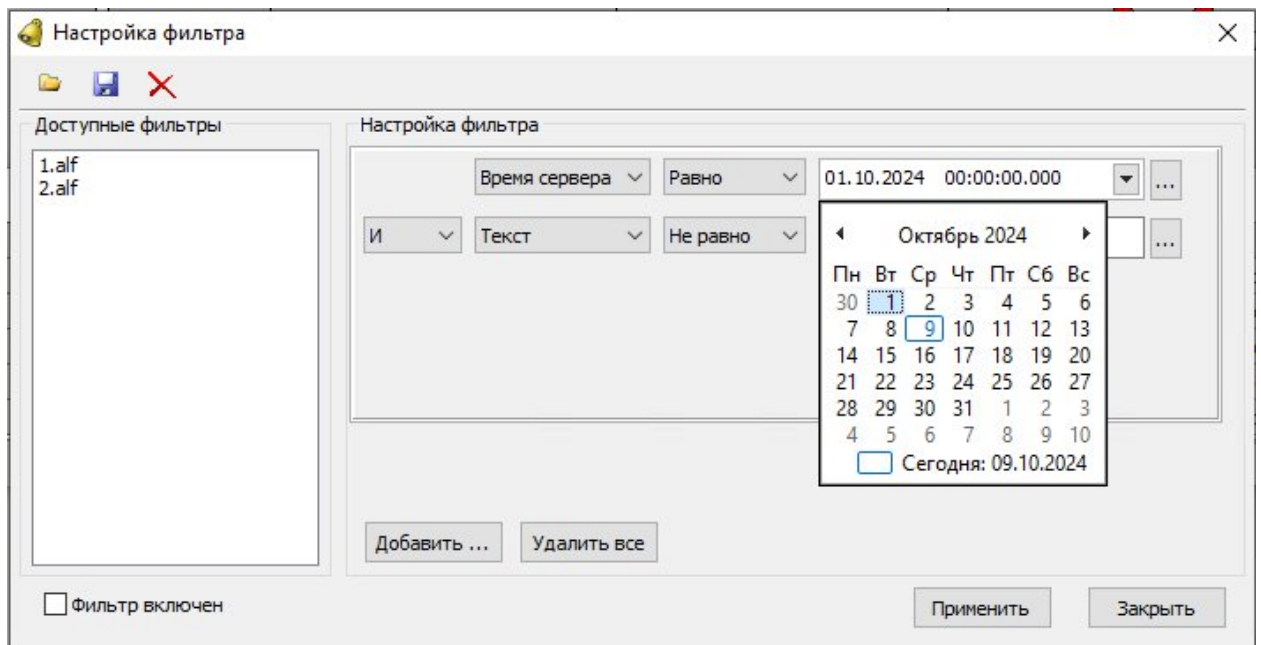 Настройка фильтра
Доступные фильтры
1.alf
2.alf
Настройка фильтра
Время сервера Равно 01.10.2024 00:00:00.000 ...
И Текст Не равно ...
Октябрь 2024
Пн Вт Ср Чт Пт Сб Вс
30 1 2 3 4 5 6
7 8 9 10 11 12 13
14 15 16 17 18 19 20
21 22 23 24 25 26 27
28 29 30 31 1 2 3
4 5 6 7 8 9 10
Сегодня: 09.10.2024
Добавить ... Удалить все
Фильтр включен
Применить Закрыть